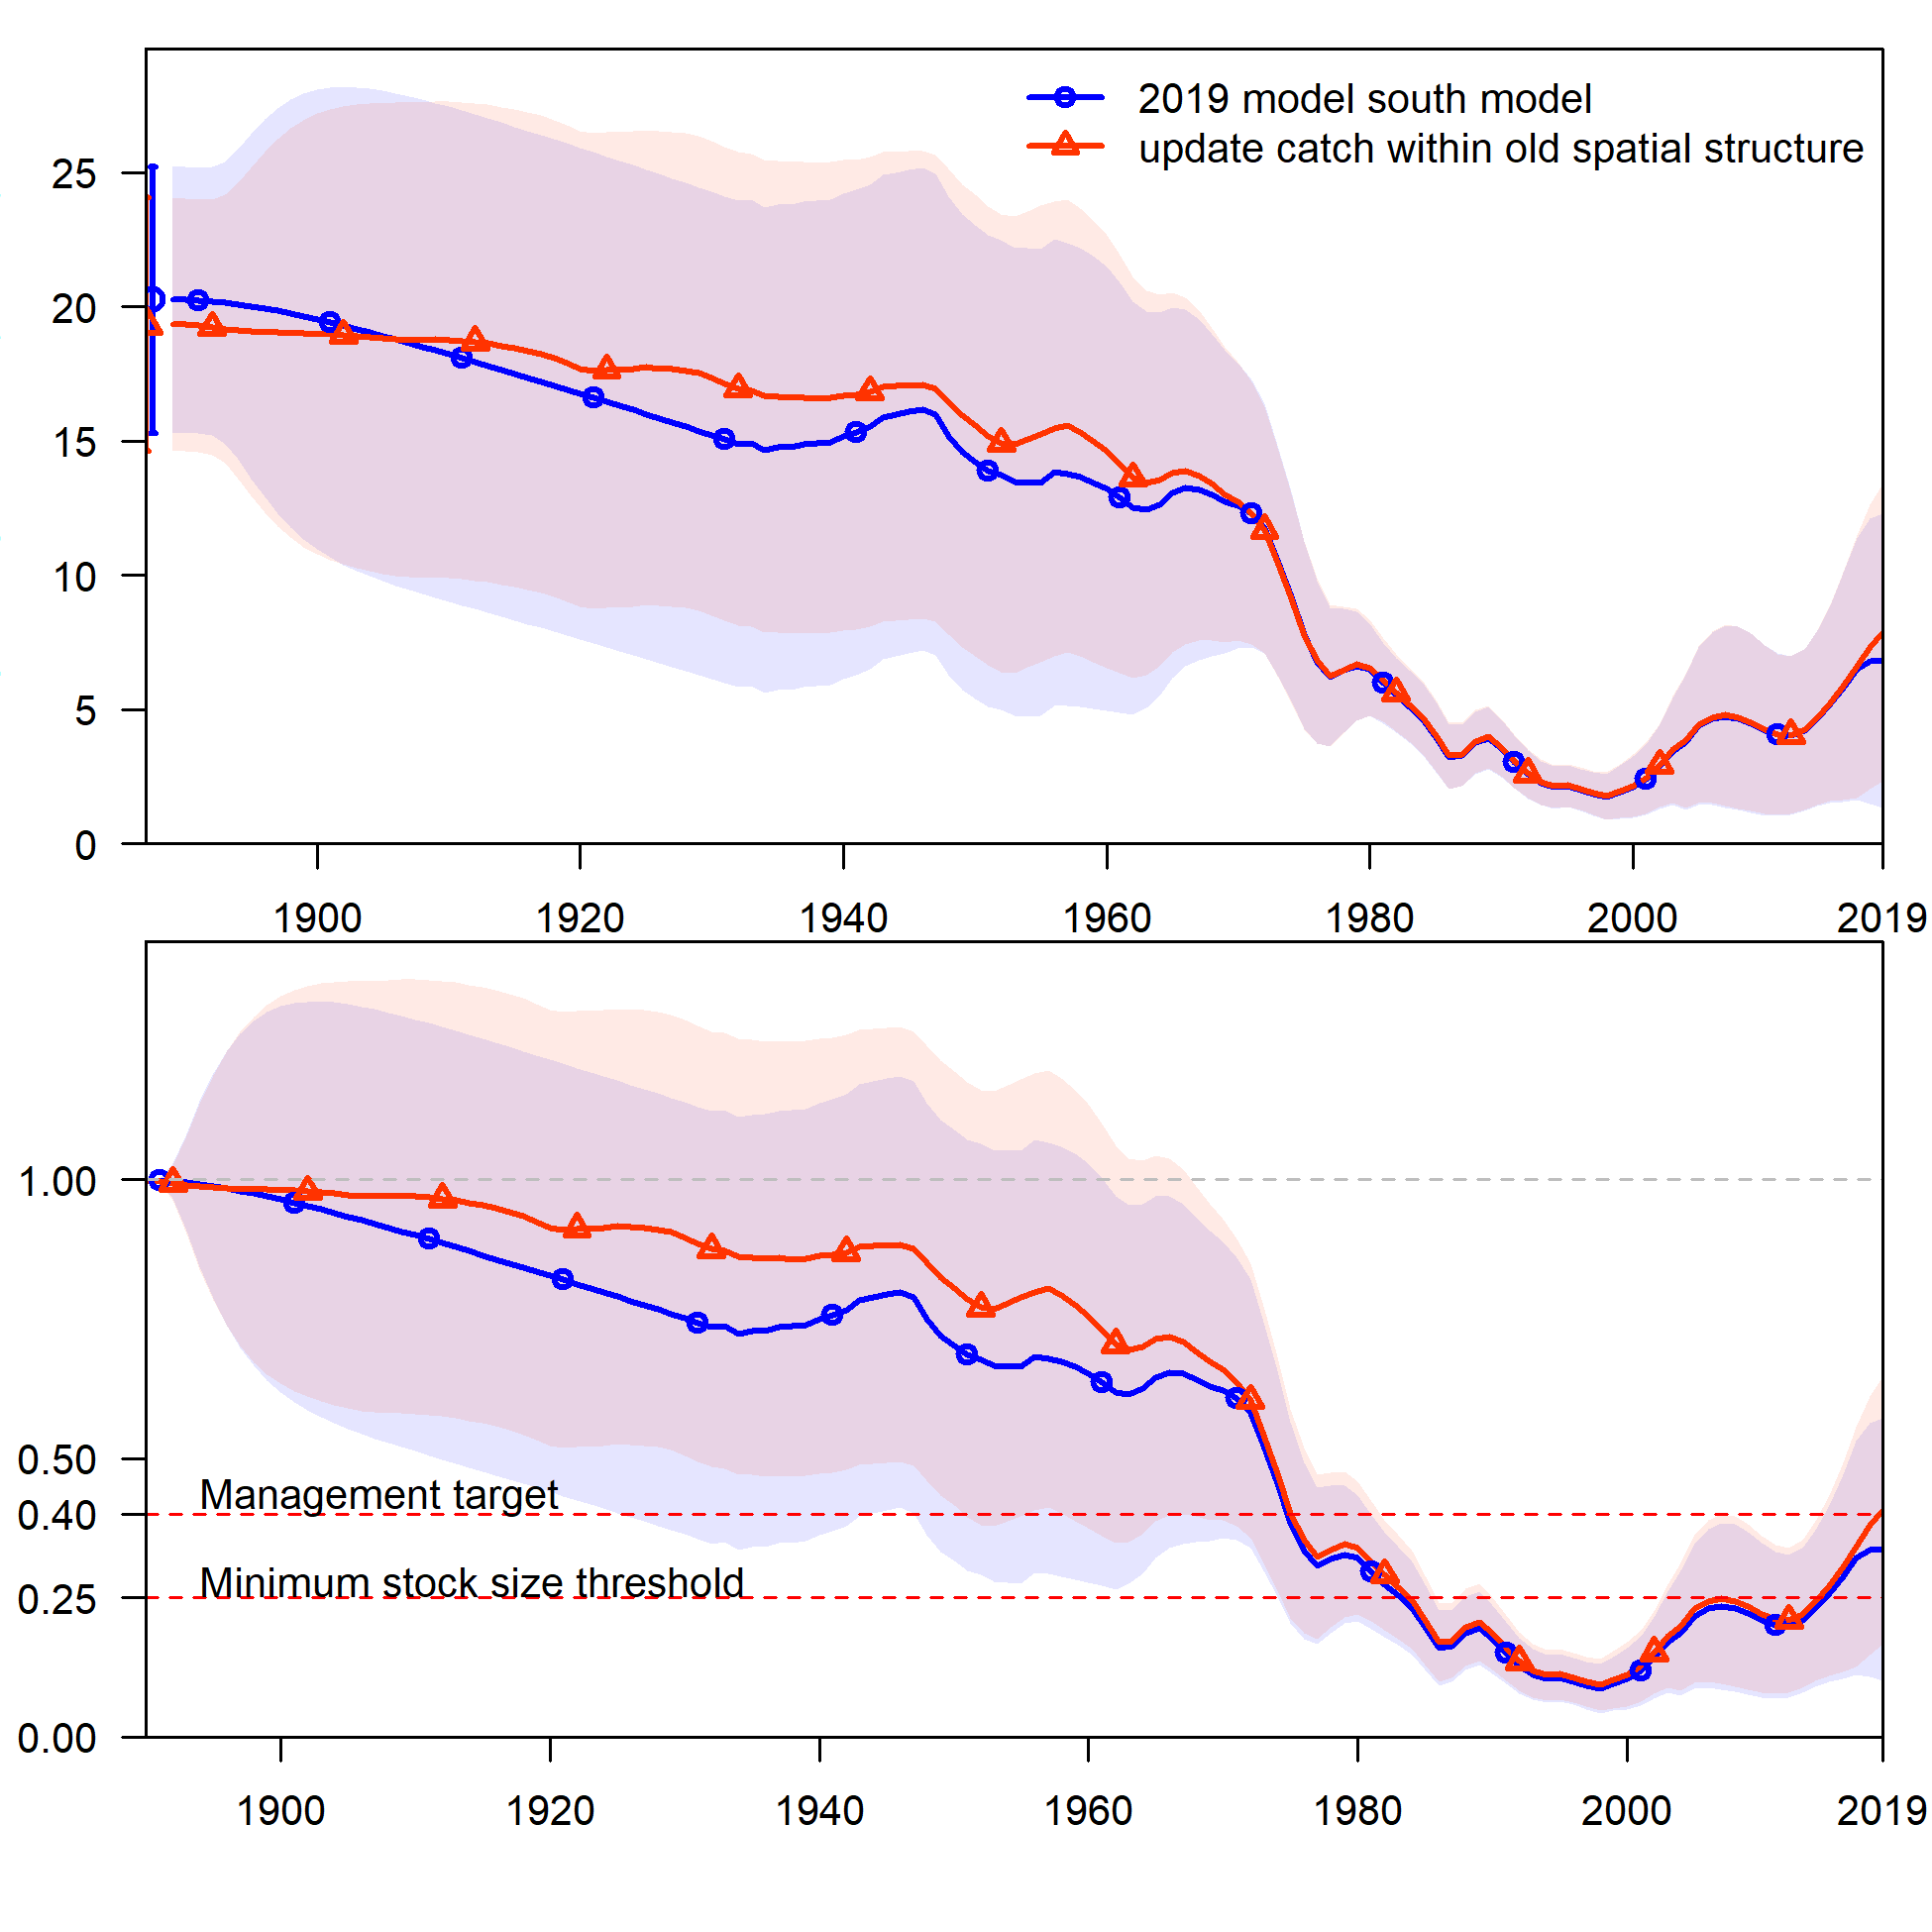 2019 model south model
update catch within old spatial structure
25
20
15
10
5
0
1900 1920 1940 1960 1980 2000 2019
1.00
0.50
Management target
0.40
Minimum stock size threshold
0.25
0.00
1900 1920 1940 1960 1980 2000 2019